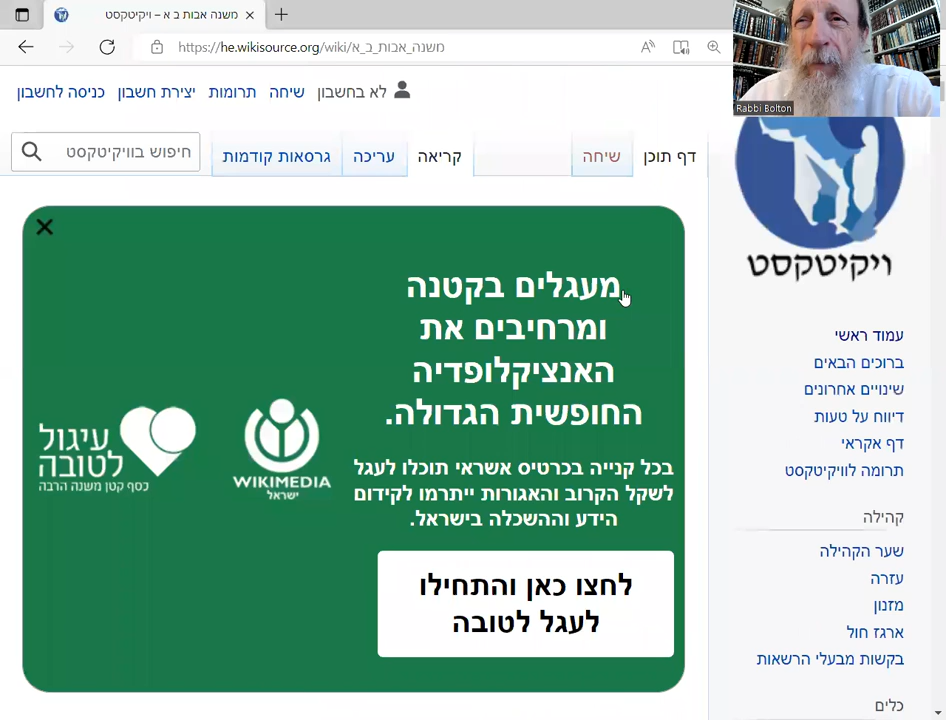 משנה אבות ב א – ויקיטקסט
https://he.wikisource.org/wiki/משנה_אבות_ב_א
Rabbi Bolton
לא בחשבון שיחה תרומות יצירת חשבון כניסה לחשבון
דף תוכן שיחה קריאה עריכה גרסאות קודמות
חיפוש בוויקיטקסט
ויקיטקסט
מעגלים בקטנה
ומרחיבים את
האנציקלופדיה
החופשית הגדולה.
בכל קנייה בכרטיס אשראי תוכלו לעגל
לשקל הקרוב והאגורות ייתרמו לקידום
הידע וההשכלה בישראל.
לחצו כאן והתחילו
לעגל לטובה
WIKIMEDIA
ישראל
עיגול
לטובה
כסף קטן משנה הרבה
עמוד ראשי
ברוכים הבאים
שינויים אחרונים
דיווח על טעות
דף אקראי
תרומה לוויקיטקסט
קהילה
שער הקהילה
עזרה
מזנון
ארגז חול
בקשות מבעלי הרשאות
כלים